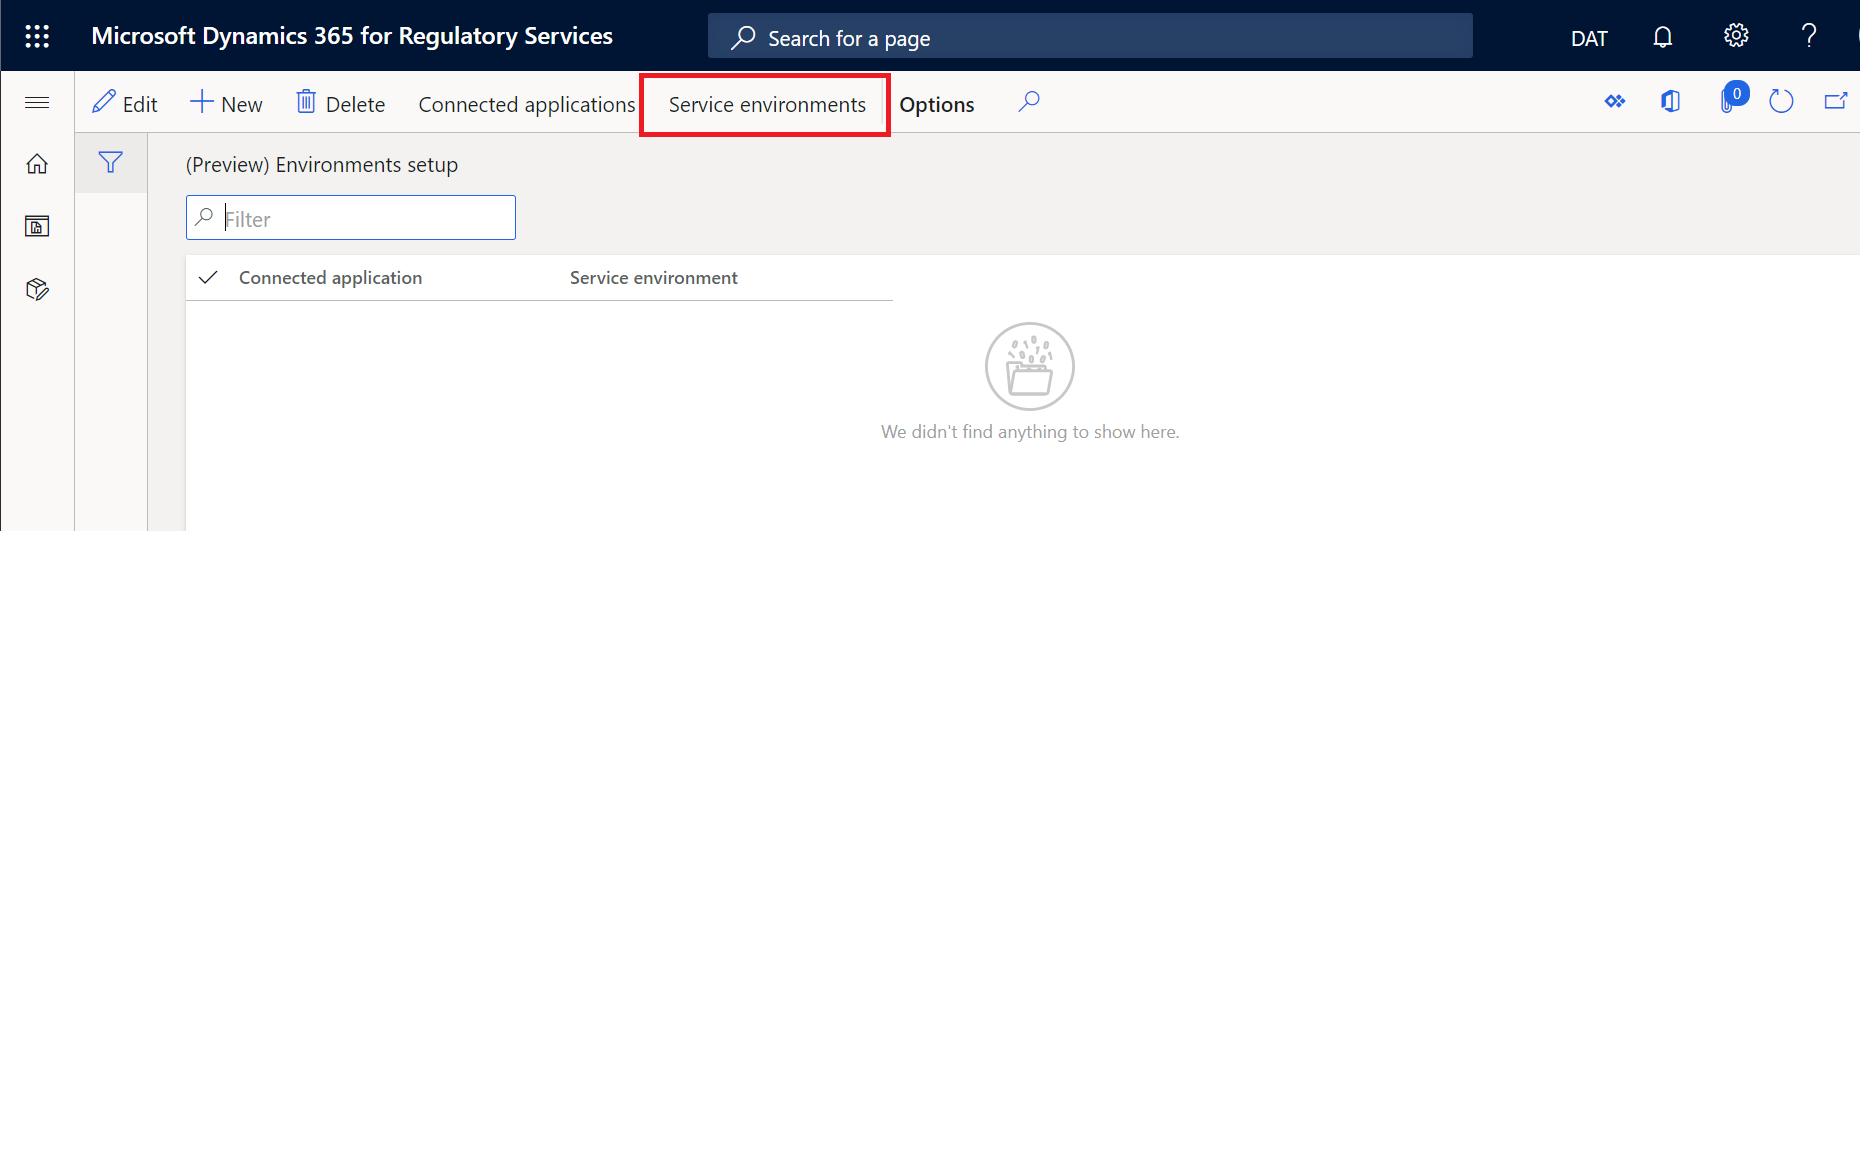 Microsoft Dynamics 365 for Regulatory Services
Search for a page
DAT
Edit
New
Delete
Connected applications
Service environments
Options
0
(Preview) Environments setup
Filter
Connected application
Service environment
We didn't find anything to show here.